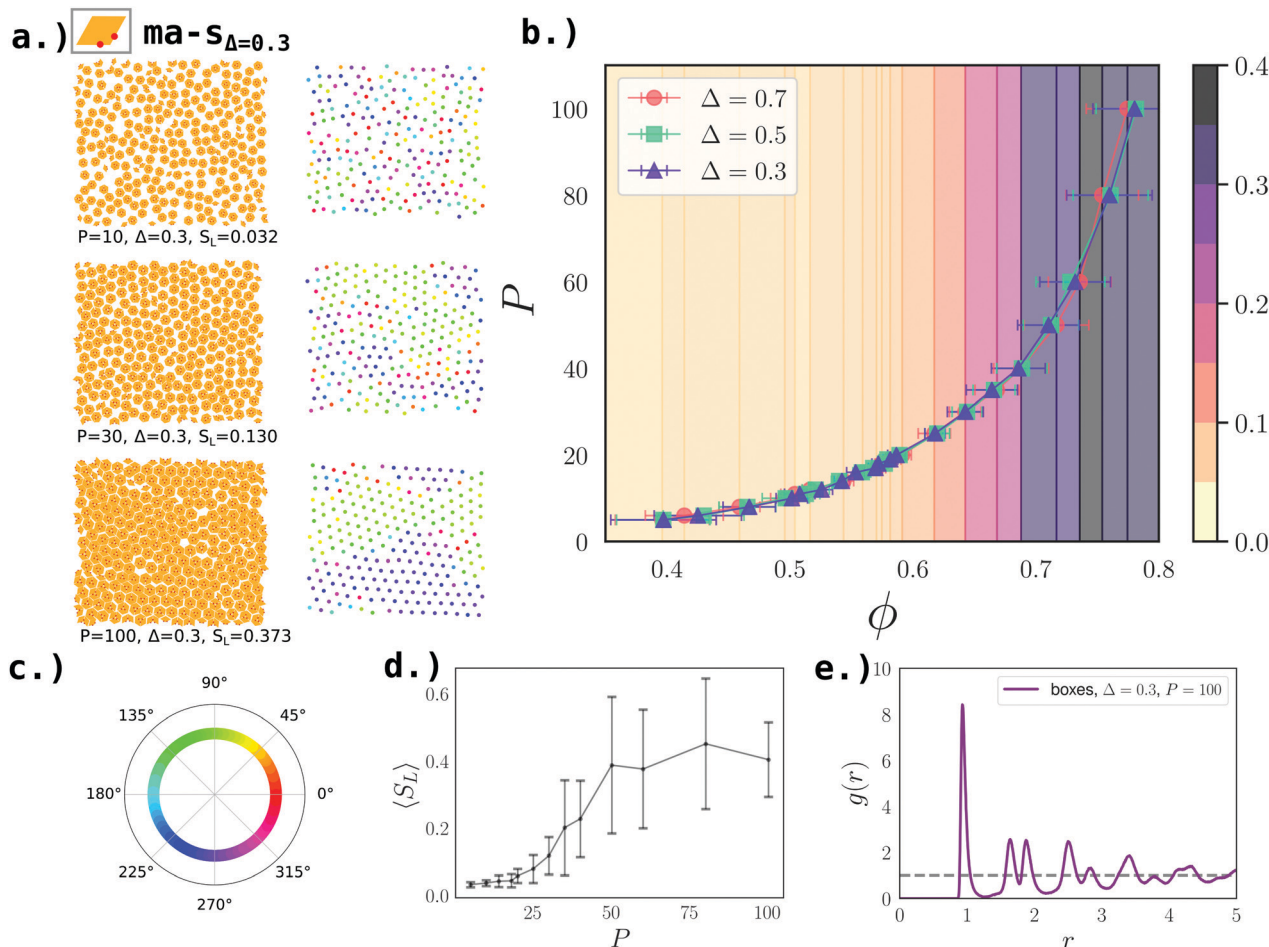 a.) ma-s_Δ=0.3
P=10, Δ=0.3, S_L=0.032
P=30, Δ=0.3, S_L=0.130
P=100, Δ=0.3, S_L=0.373
b.)
Δ = 0.7
Δ = 0.5
Δ = 0.3
100
80
60
40
20
0
P
0.4 0.5 0.6 0.7 0.8
ϕ
0.4
0.3
0.2
0.1
0.0
c.)
90°
135° 45°
180° 0°
225° 315°
270°
d.)
0.6
0.4
0.2
0.0
⟨S_L⟩
25 50 75 100
P
e.)
boxes, Δ = 0.3, P = 100
10
8
6
4
2
0
g(r)
0 1 2 3 4 5
r